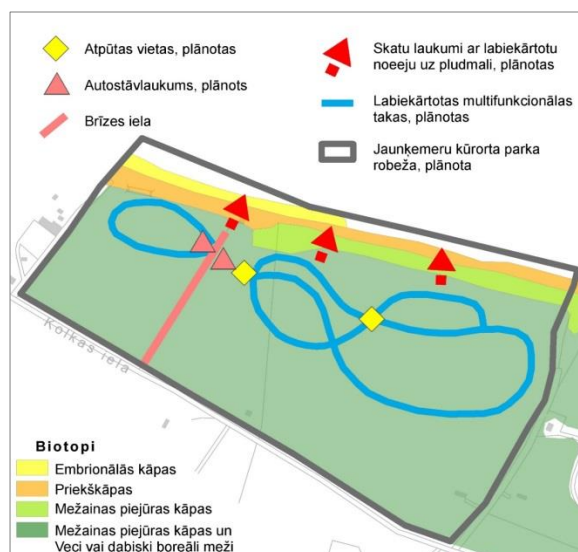 Atpūtas vietas, plānotas
Autostāvlaukums, plānots
Brīzes iela
Skatu laukumi ar labiekārtotu
noeeju uz pludmali, plānotas
Labiekārtotas multifunkcionālas
takas, plānotas
Jaunķemeru kūrorta parka
robeža, plānota
Kolkas iela
Biotopi
Embrionālās kāpas
Priekškāpas
Mežainas piejūras kāpas
Mežainas piejūras kāpas un
Veci vai dabiski boreāli meži